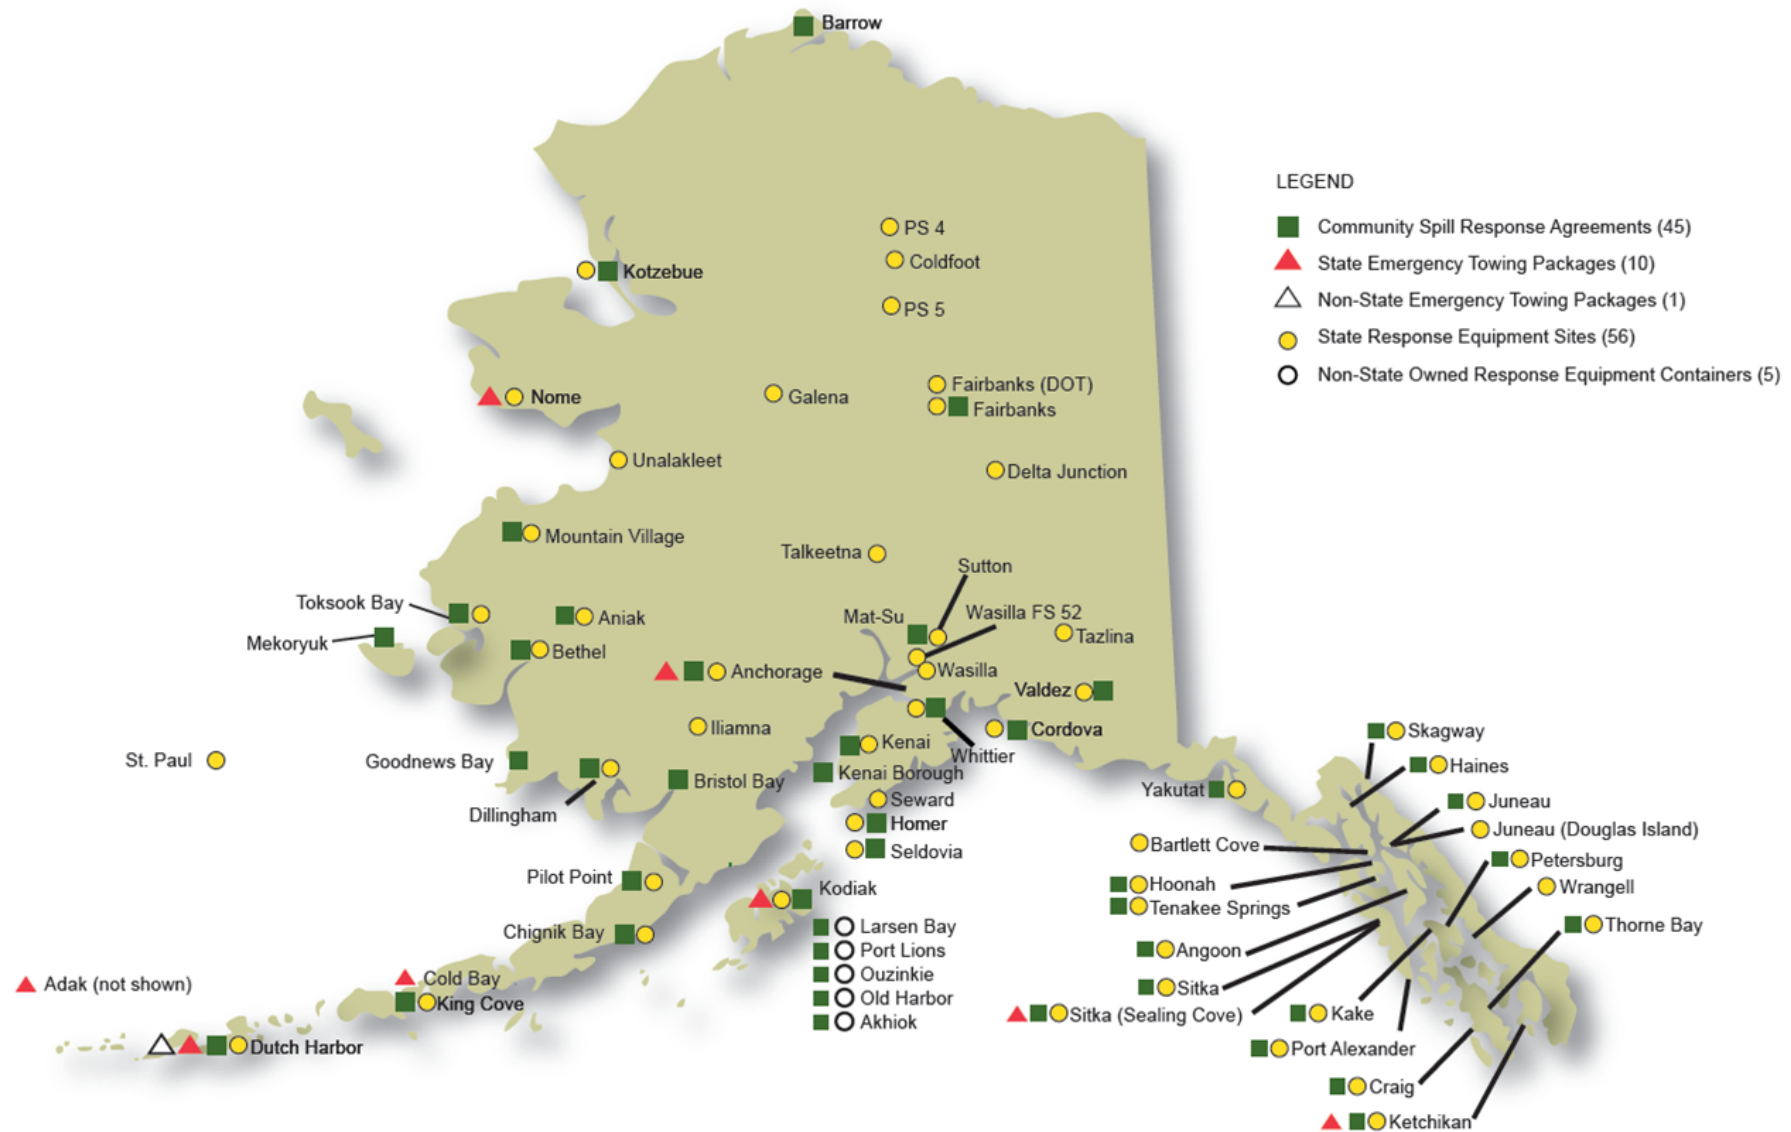 Barrow
LEGEND
Community Spill Response Agreements (45)
State Emergency Towing Packages (10)
Non-State Emergency Towing Packages (1)
State Response Equipment Sites (56)
Non-State Owned Response Equipment Containers (5)
PS 4
Coldfoot
Kotzebue
PS 5
Nome
Galena
Fairbanks (DOT)
Fairbanks
Unalakleet
Delta Junction
Mountain Village
Talkeetna
Sutton
Toksook Bay
Mekoryuk
Aniak
Bethel
Mat-Su
Wasilla FS 52
Tazlina
Anchorage
Wasilla
Valdez
Iliamna
Cordova
St. Paul
Goodnews Bay
Kenai
Whittier
Kenai Borough
Bristol Bay
Dillingham
Seward
Homer
Seldovia
Skagway
Haines
Yakutat
Juneau
Juneau (Douglas Island)
Bartlett Cove
Petersburg
Hoonah
Wrangell
Tenakee Springs
Thorne Bay
Pilot Point
Kodiak
Chignik Bay
Larsen Bay
Port Lions
Ouzinkie
Old Harbor
Akhiok
Angoon
Sitka
Sitka (Sealing Cove)
Kake
Port Alexander
Craig
Ketchikan
Adak (not shown)
Cold Bay
King Cove
Dutch Harbor